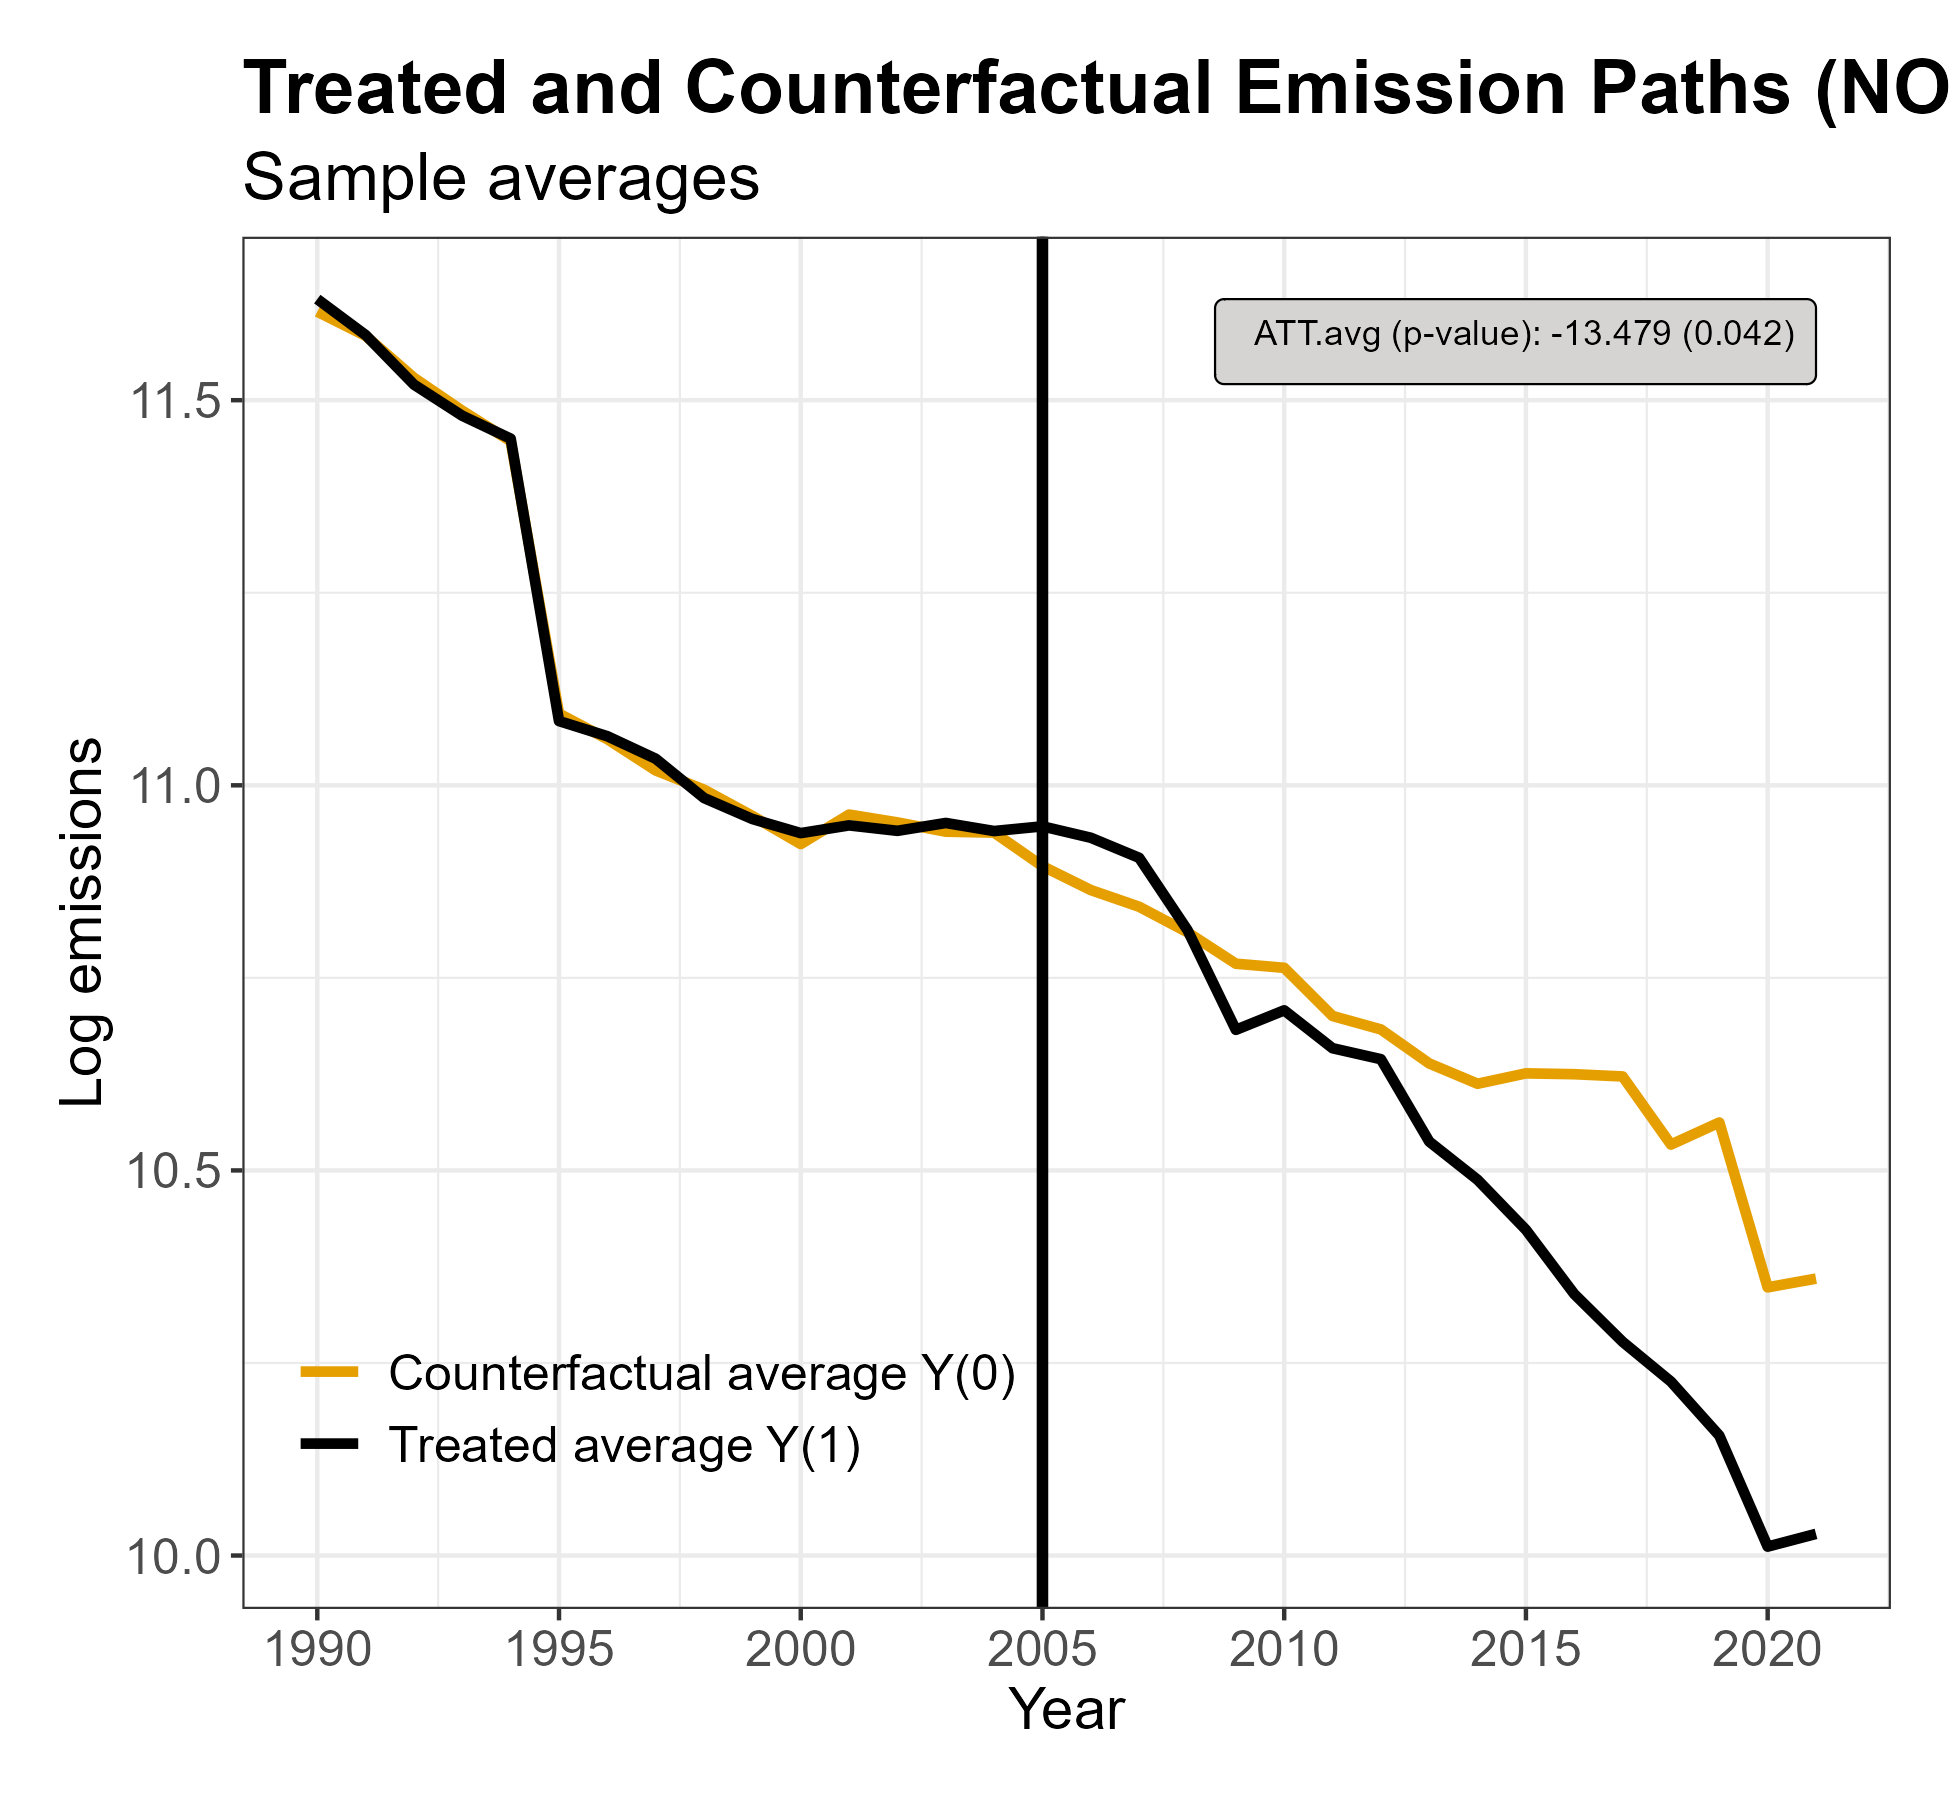 Treated and Counterfactual Emission Paths (NO
Sample averages
ATT.avg (p-value): -13.479 (0.042)
11.5
11.0
10.5
10.0
Log emissions
Counterfactual average Y(0)
Treated average Y(1)
1990 1995 2000 2005 2010 2015 2020
Year